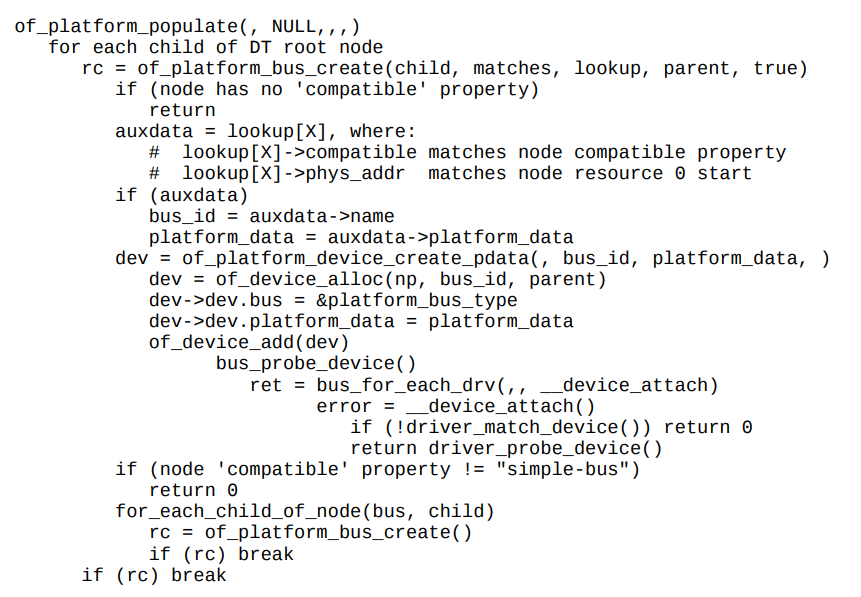 of_platform_populate(, NULL,,,)
   for each child of DT root node
      rc = of_platform_bus_create(child, matches, lookup, parent, true)
         if (node has no 'compatible' property)
            return
         auxdata = lookup[X], where:
            #  lookup[X]->compatible matches node compatible property
            #  lookup[X]->phys_addr  matches node resource 0 start
         if (auxdata)
            bus_id = auxdata->name
            platform_data = auxdata->platform_data
         dev = of_platform_device_create_pdata(, bus_id, platform_data, )
            dev = of_device_alloc(np, bus_id, parent)
            dev->dev.bus = &platform_bus_type
            dev->dev.platform_data = platform_data
            of_device_add(dev)
                  bus_probe_device()
                     ret = bus_for_each_drv(,, __device_attach)
                           error = __device_attach()
                              if (!driver_match_device()) return 0
                              return driver_probe_device()
         if (node 'compatible' property != "simple-bus")
            return 0
         for_each_child_of_node(bus, child)
            rc = of_platform_bus_create()
            if (rc) break
      if (rc) break